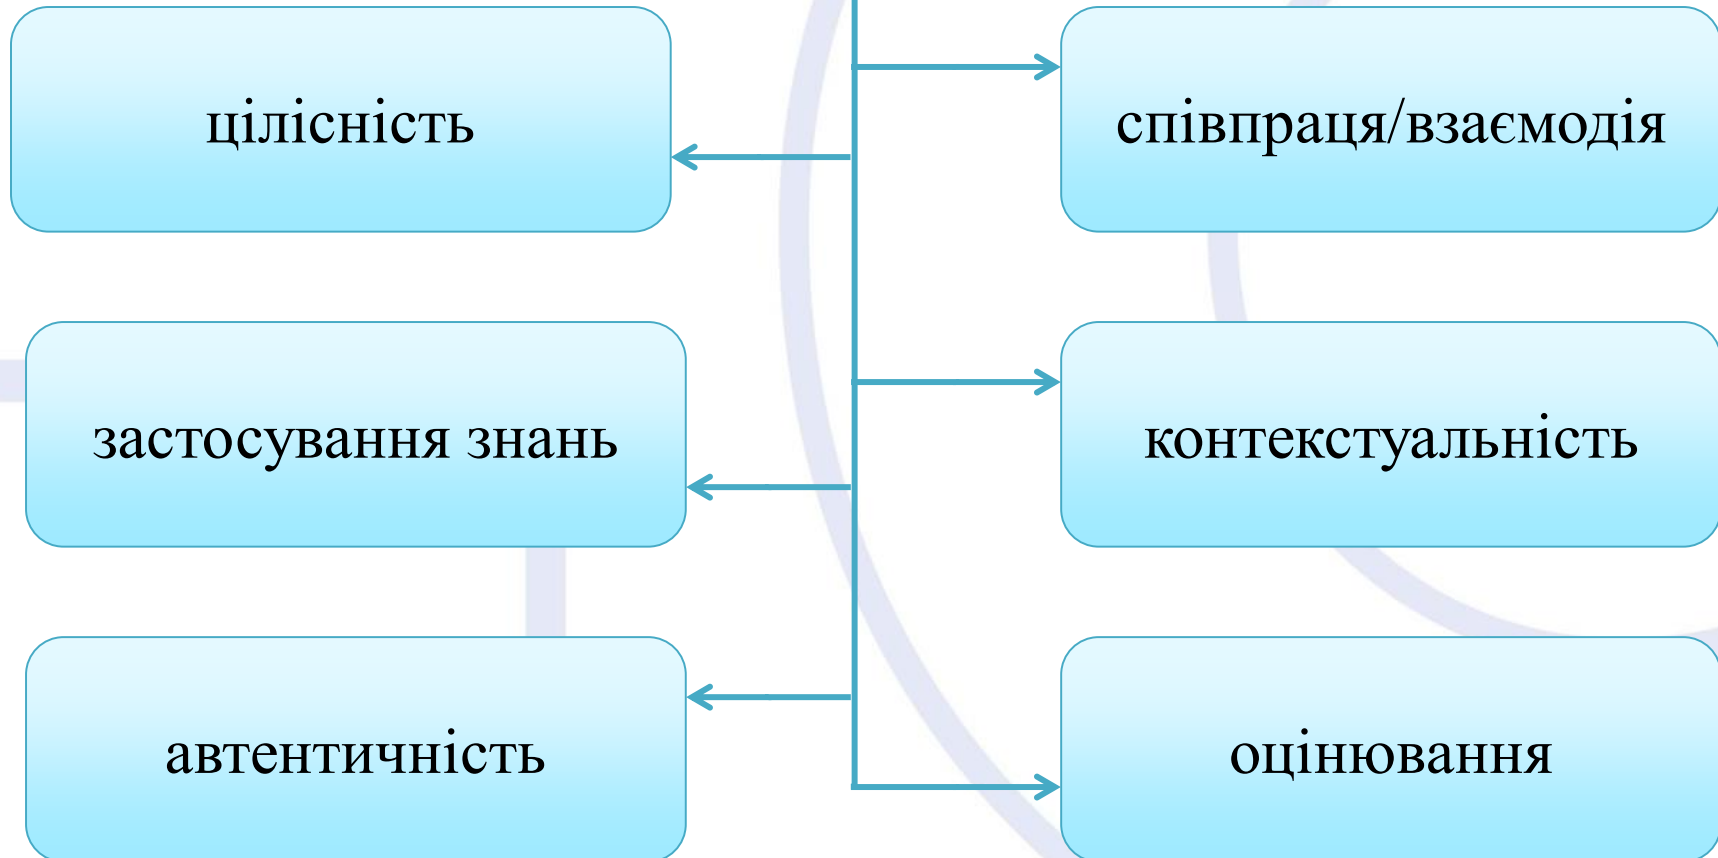 цілісність
співпраця/взаємодія
застосування знань
контекстуальність
автентичність
оцінювання